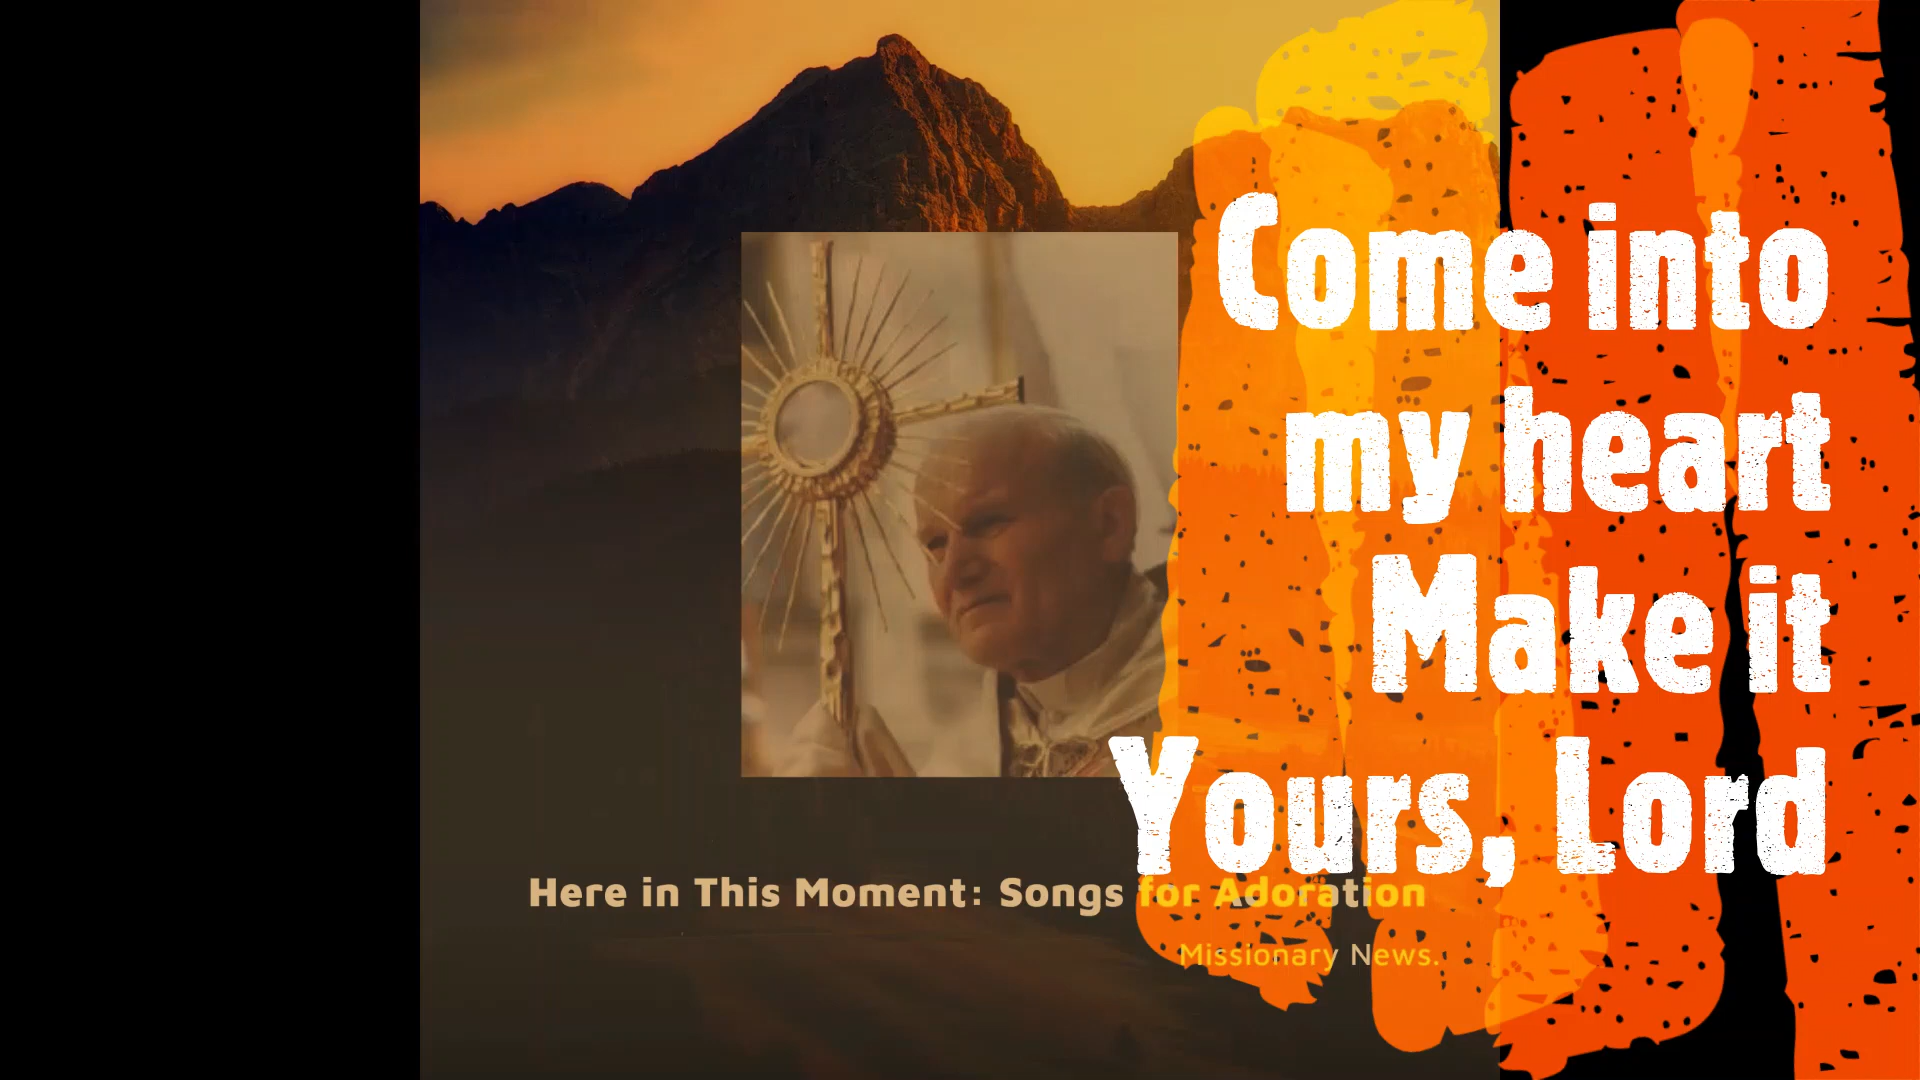 Come into
my heart
Make it
Yours, Lord
Here in This Moment: Songs for Adoration
Missionary News.